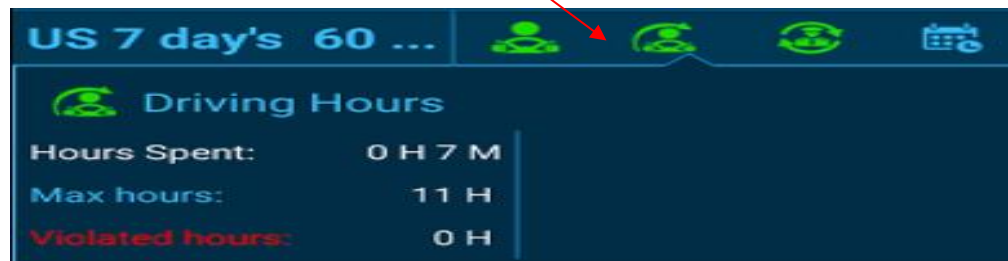 US 7 day's 60 ...
Driving Hours
Hours Spent: 0 H 7 M
Max hours: 11 H
Violated hours: 0 H